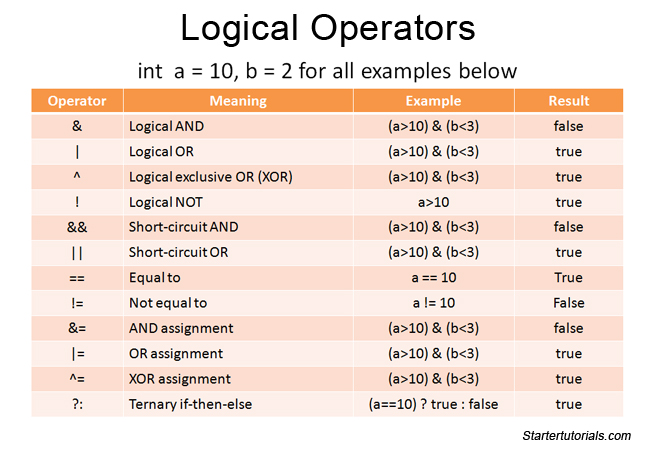 Logical Operators
int a = 10, b = 2 for all examples below
Operator Meaning Example Result
& Logical AND (a>10) & (b<3) false
| Logical OR (a>10) & (b<3) true
^ Logical exclusive OR (XOR) (a>10) & (b<3) true
! Logical NOT a>10 true
&& Short-circuit AND (a>10) & (b<3) false
|| Short-circuit OR (a>10) & (b<3) true
== Equal to a == 10 True
!= Not equal to a != 10 False
&= AND assignment (a>10) & (b<3) false
|= OR assignment (a>10) & (b<3) true
^= XOR assignment (a>10) & (b<3) true
?: Ternary if-then-else (a==10) ? true : false true
Startertutorials.com